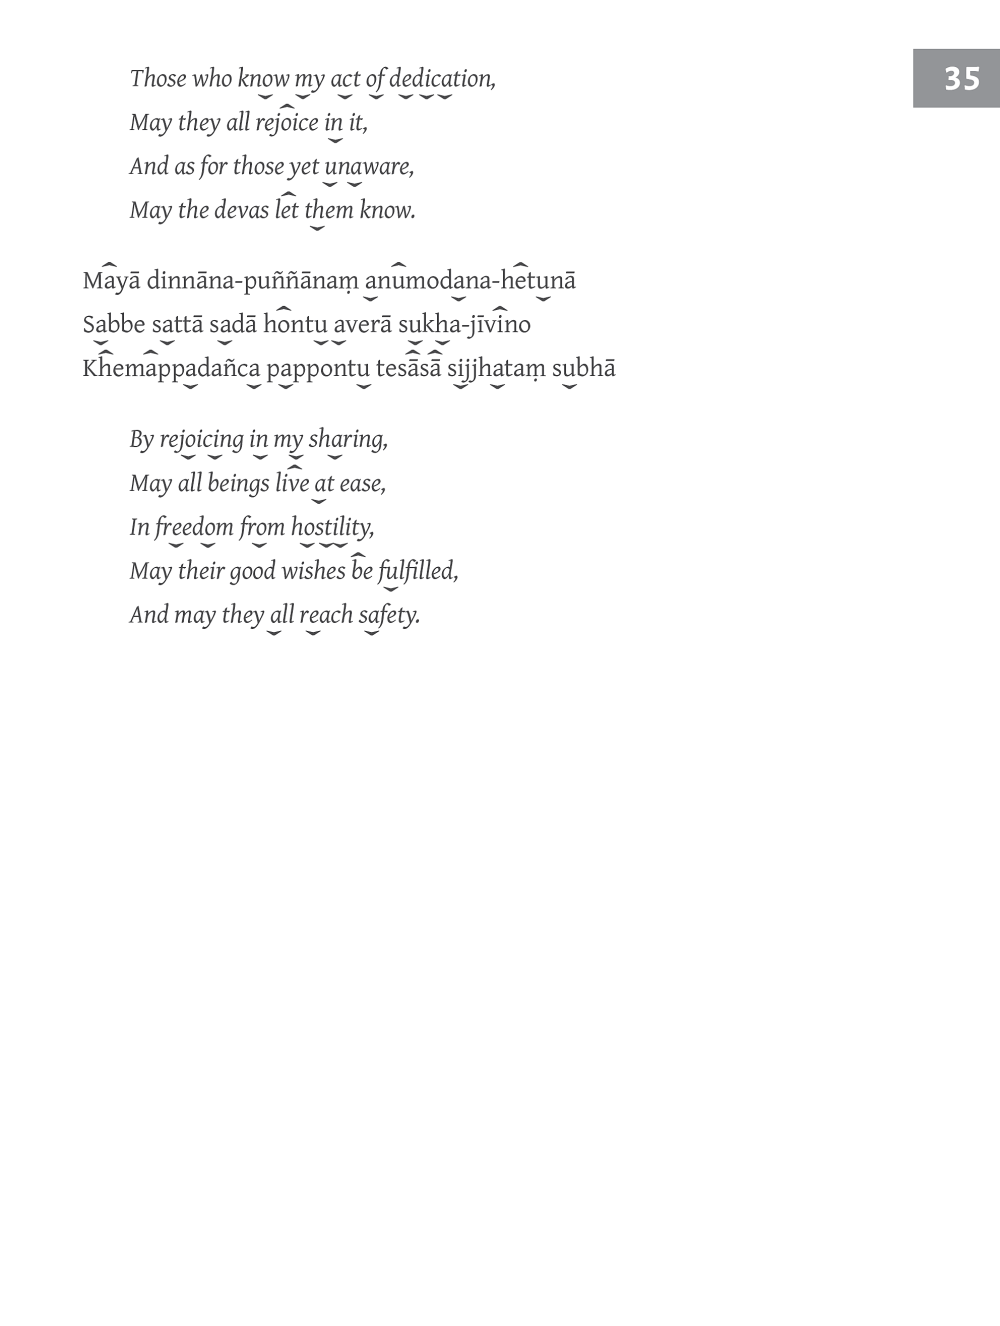 35
Those who know my act of dedication,
May they all rejoice in it,
And as for those yet unaware,
May the devas let them know.
Mayā dinnāna-puññānaṃ anumodana-hetunā
Sabbe sattā sadā hontu averā sukha-jīvino
Khemappadañca pappontu tesāsā sijjhataṃ subhā
By rejoicing in my sharing,
May all beings live at ease,
In freedom from hostility,
May their good wishes be fulfilled,
And may they all reach safety.